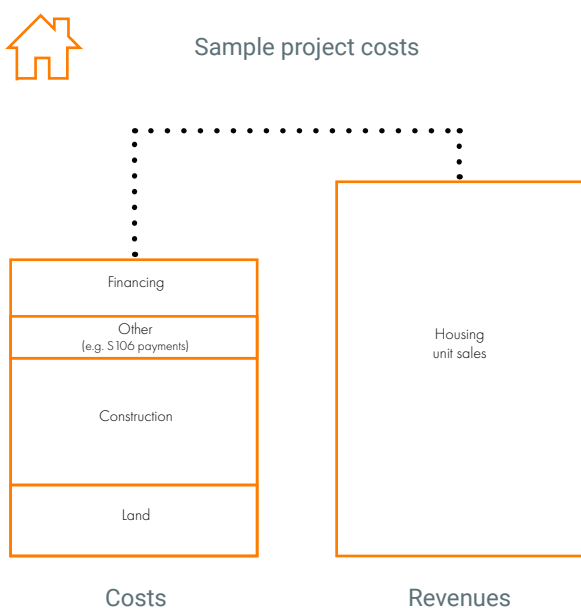 Sample project costs
Financing
Other
(e.g. S106 payments)
Construction
Land
Housing
unit sales
Costs
Revenues